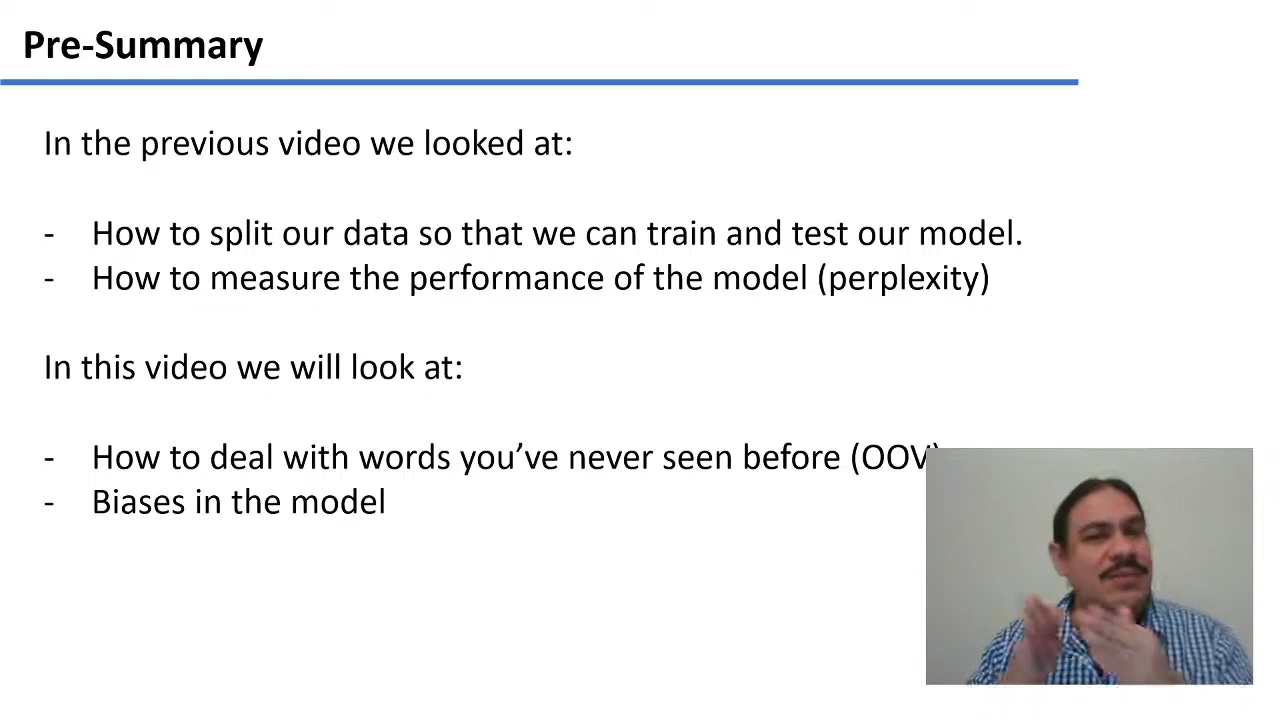 Pre-Summary
In the previous video we looked at:
- How to split our data so that we can train and test our model.
- How to measure the performance of the model (perplexity)
In this video we will look at:
- How to deal with words you’ve never seen before (OOV)
- Biases in the model